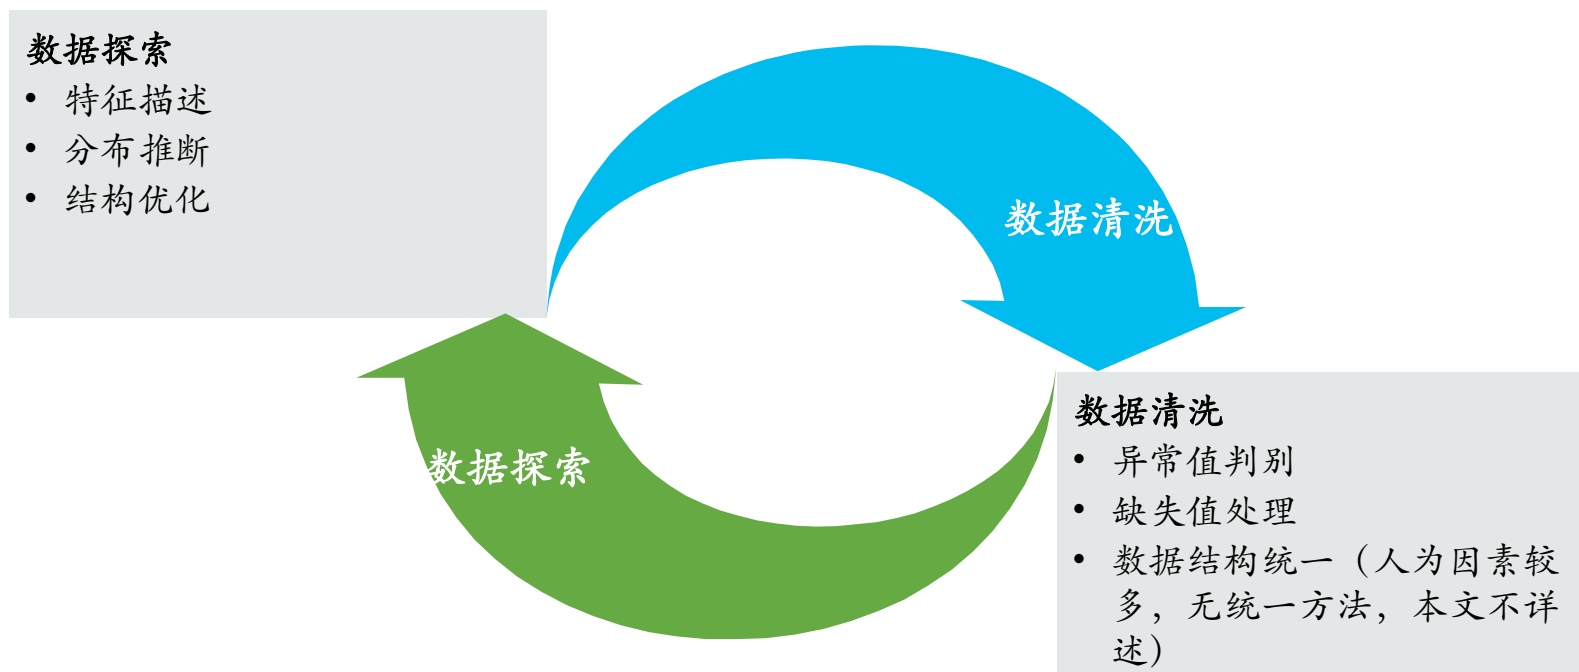 数据探索
• 特征描述
• 分布推断
• 结构优化
数据清洗
数据探索
数据清洗
• 异常值判别
• 缺失值处理
• 数据结构统一（人为因素较
多，无统一方法，本文不详
述）